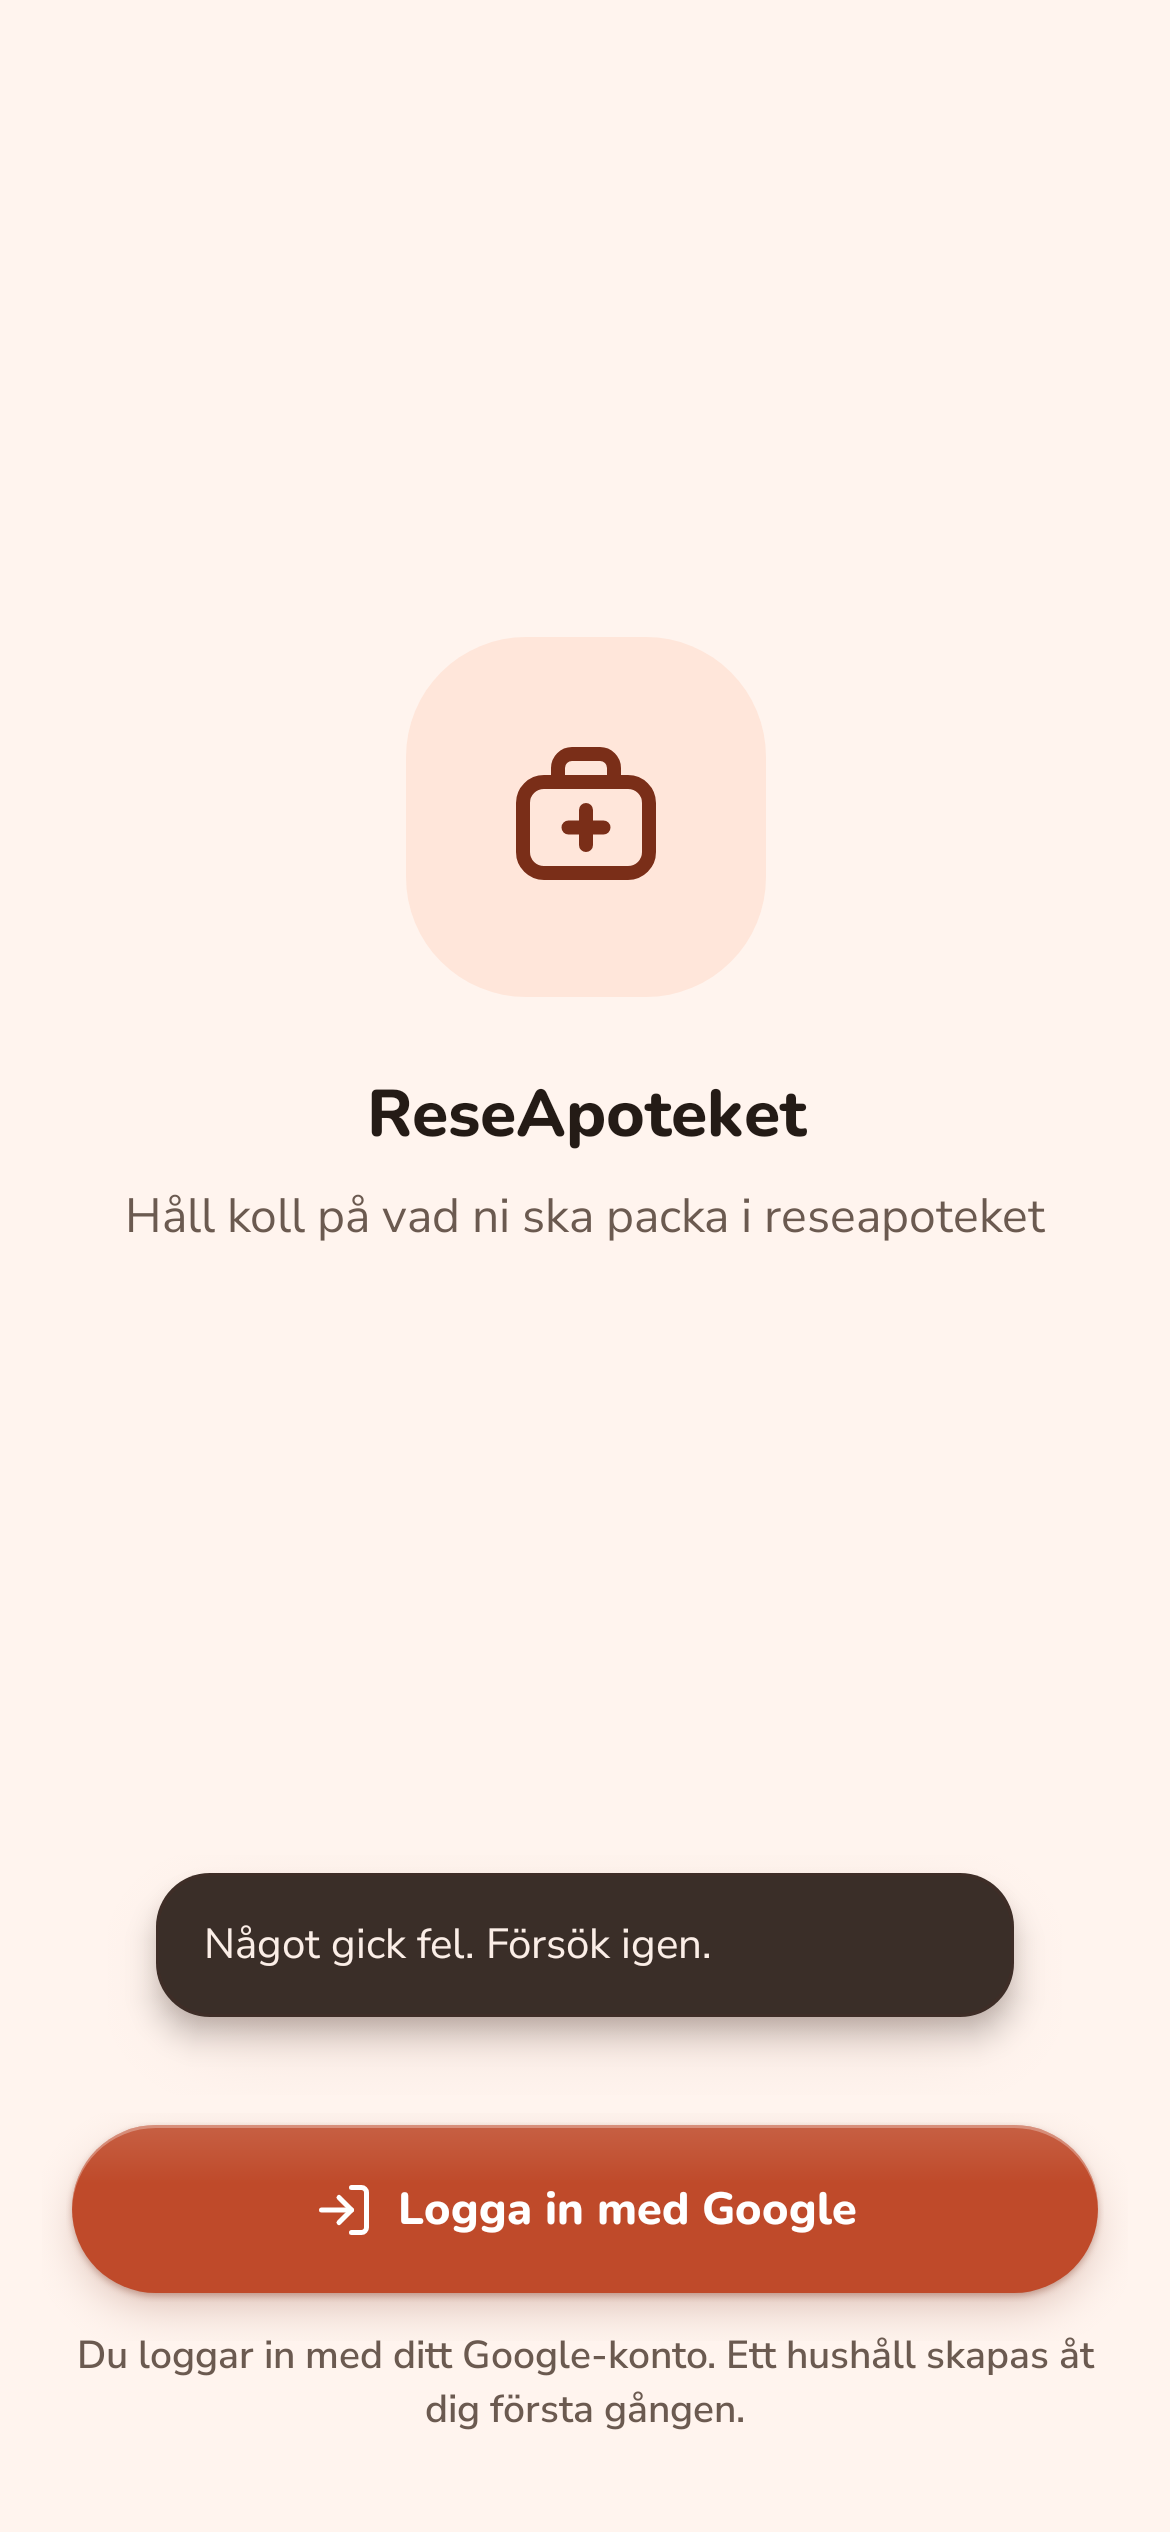 ReseApoteket
Håll koll på vad ni ska packa i reseapoteket
Något gick fel. Försök igen.
Logga in med Google
Du loggar in med ditt Google-konto. Ett hushåll skapas åt
dig första gången.